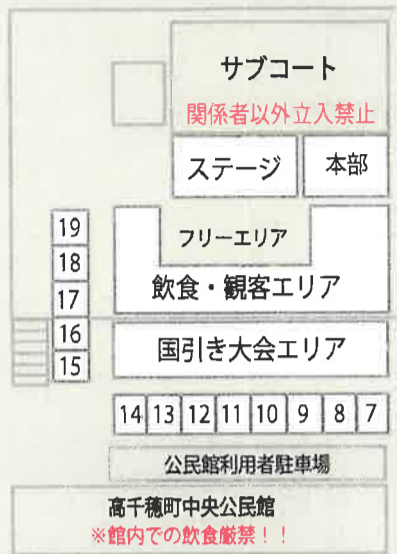 サブコート
関係者以外立入禁止
ステージ
本部
フリーエリア
飲食・観客エリア
国引き大会エリア
19
18
17
16
15
14 13 12 11 10 9 8 7
公民館利用者駐車場
高千穂町中央公民館
※館内での飲食厳禁！！